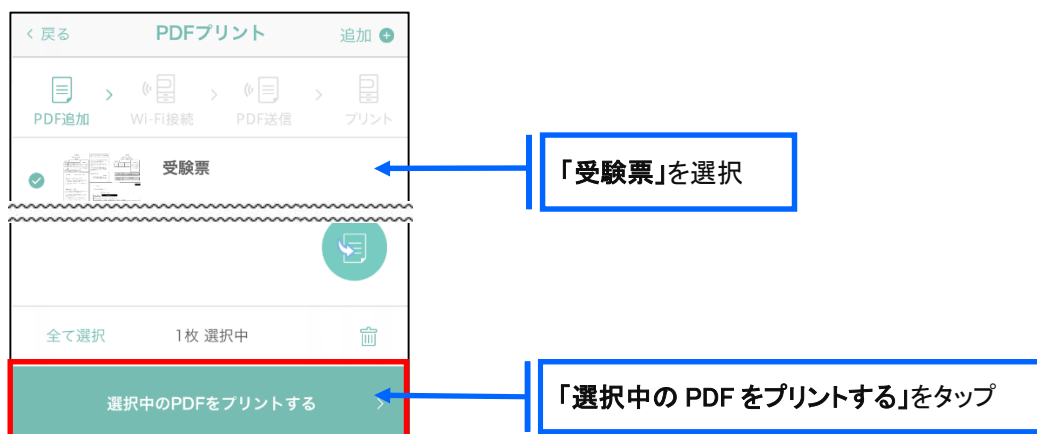 < 戻る PDFプリント 追加
PDF追加 Wi-Fi接続 PDF送信 プリント
受験票
「受験票」を選択
全て選択 1枚 選択中
選択中のPDFをプリントする
「選択中の PDF をプリントする」をタップ